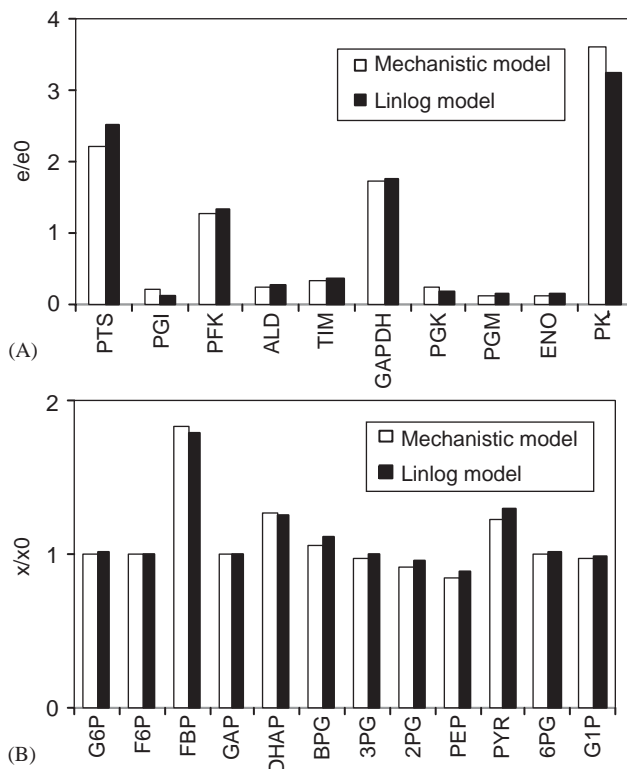 4
3
2
1
0
e/e0
Mechanistic model
Linlog model
PTS
PGI
PFK
ALD
TIM
GAPDH
PGK
PGM
ENO
PK
(A)
2
1
0
x/x0
Mechanistic model
Linlog model
G6P
F6P
FBP
GAP
DHAP
BPG
3PG
2PG
PEP
PYR
6PG
G1P
(B)